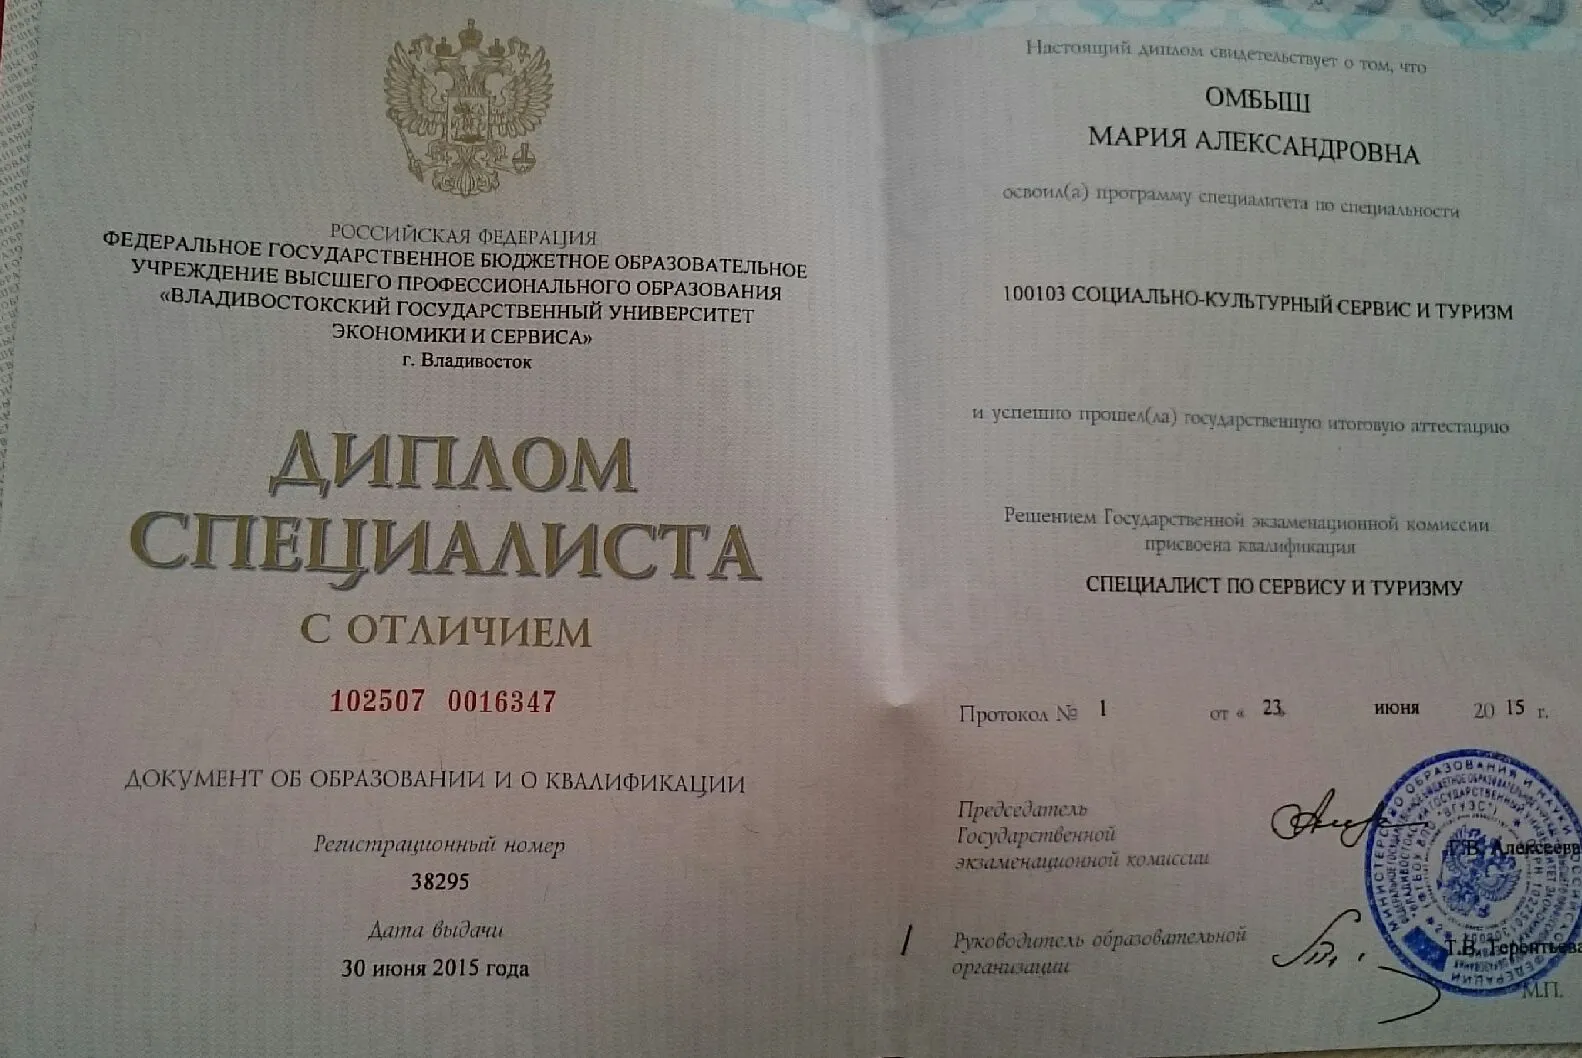 РОССИЙСКАЯ ФЕДЕРАЦИЯ
ФЕДЕРАЛЬНОЕ ГОСУДАРСТВЕННОЕ БЮДЖЕТНОЕ ОБРАЗОВАТЕЛЬНОЕ
УЧРЕЖДЕНИЕ ВЫСШЕГО ПРОФЕССИОНАЛЬНОГО ОБРАЗОВАНИЯ
«ВЛАДИВОСТОКСКИЙ ГОСУДАРСТВЕННЫЙ УНИВЕРСИТЕТ
ЭКОНОМИКИ И СЕРВИСА»
г. Владивосток
ДИПЛОМ
СПЕЦИАЛИСТА
С ОТЛИЧИЕМ
102507 0016347
ДОКУМЕНТ ОБ ОБРАЗОВАНИИ И О КВАЛИФИКАЦИИ
Регистрационный номер
38295
Дата выдачи
30 июня 2015 года
Настоящий диплом свидетельствует о том, что
ОМБЫШ
МАРИЯ АЛЕКСАНДРОВНА
освоил(а) программу специалитета по специальности
100103 СОЦИАЛЬНО-КУЛЬТУРНЫЙ СЕРВИС И ТУРИЗМ
и успешно прошел(ла) государственную итоговую аттестацию
Решением Государственной экзаменационной комиссии
присвоена квалификация
СПЕЦИАЛИСТ ПО СЕРВИСУ И ТУРИЗМУ
Протокол № 1 от « 23 июня 20 15 г.
Председатель
Государственной
экзаменационной комиссии
Г.В. Алексеева
Руководитель образовательной
организации
Т.В. Терентьева
М.П.